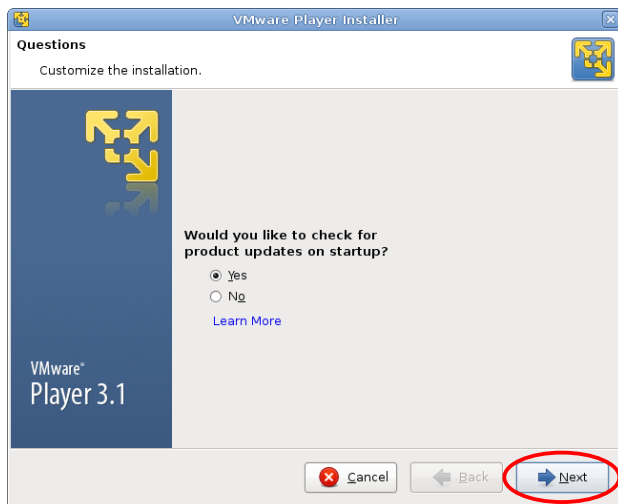 VMware Player Installer
Questions
Customize the installation.
Would you like to check for
product updates on startup?
Yes
No
Learn More
VMware®
Player 3.1
Cancel
Back
Next